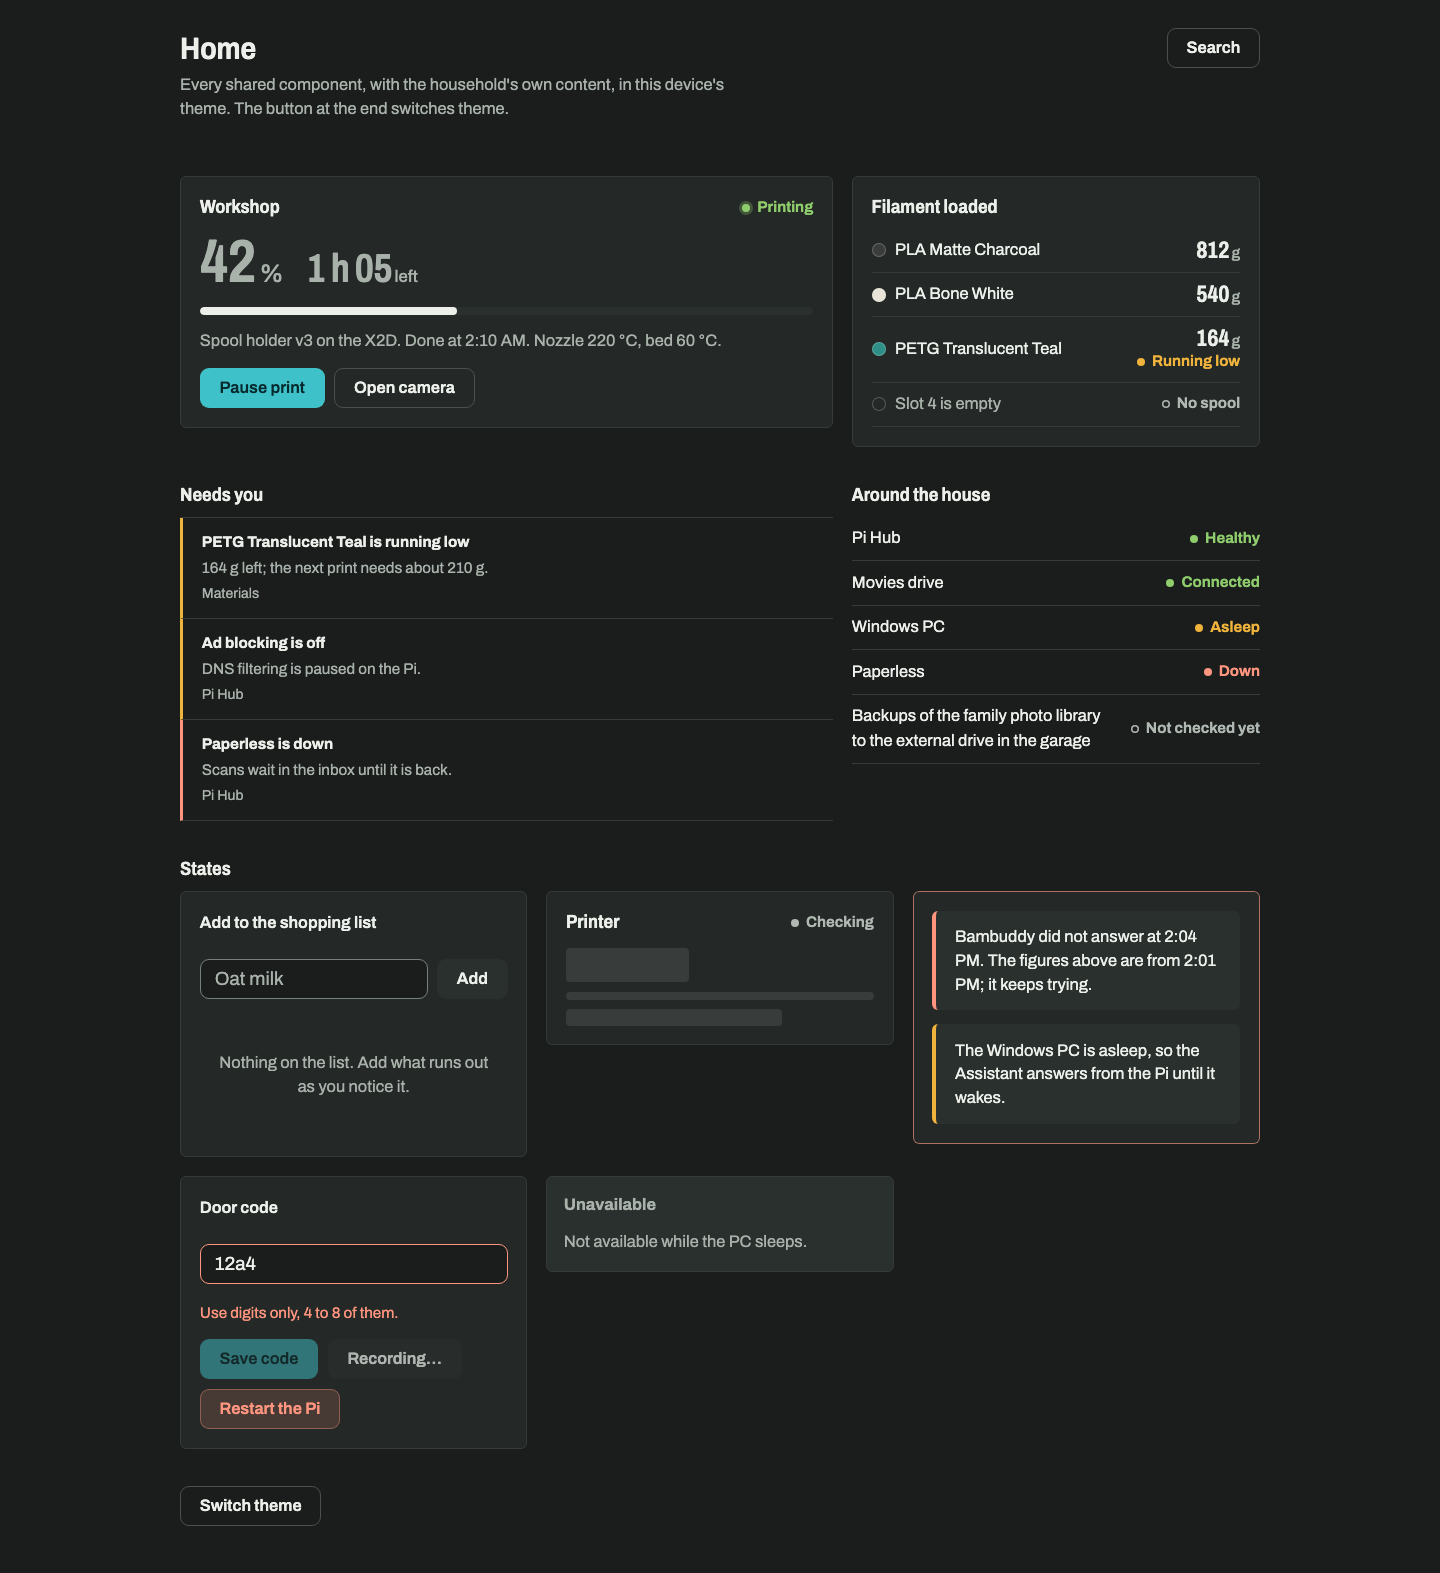 Home
Search
Every shared component, with the household's own content, in this device's
theme. The button at the end switches theme.
Workshop
Printing
42 % 1 h 05 left
Spool holder v3 on the X2D. Done at 2:10 AM. Nozzle 220 °C, bed 60 °C.
Pause print
Open camera
Filament loaded
PLA Matte Charcoal
812 g
PLA Bone White
540 g
PETG Translucent Teal
164 g
Running low
Slot 4 is empty
No spool
Needs you
PETG Translucent Teal is running low
164 g left; the next print needs about 210 g.
Materials
Ad blocking is off
DNS filtering is paused on the Pi.
Pi Hub
Paperless is down
Scans wait in the inbox until it is back.
Pi Hub
Around the house
Pi Hub
Healthy
Movies drive
Connected
Windows PC
Asleep
Paperless
Down
Backups of the family photo library
to the external drive in the garage
Not checked yet
States
Add to the shopping list
Oat milk
Add
Nothing on the list. Add what runs out
as you notice it.
Printer
Checking
Bambuddy did not answer at 2:04
PM. The figures above are from 2:01
PM; it keeps trying.
The Windows PC is asleep, so the
Assistant answers from the Pi until it
wakes.
Door code
12a4
Use digits only, 4 to 8 of them.
Save code
Recording...
Restart the Pi
Unavailable
Not available while the PC sleeps.
Switch theme